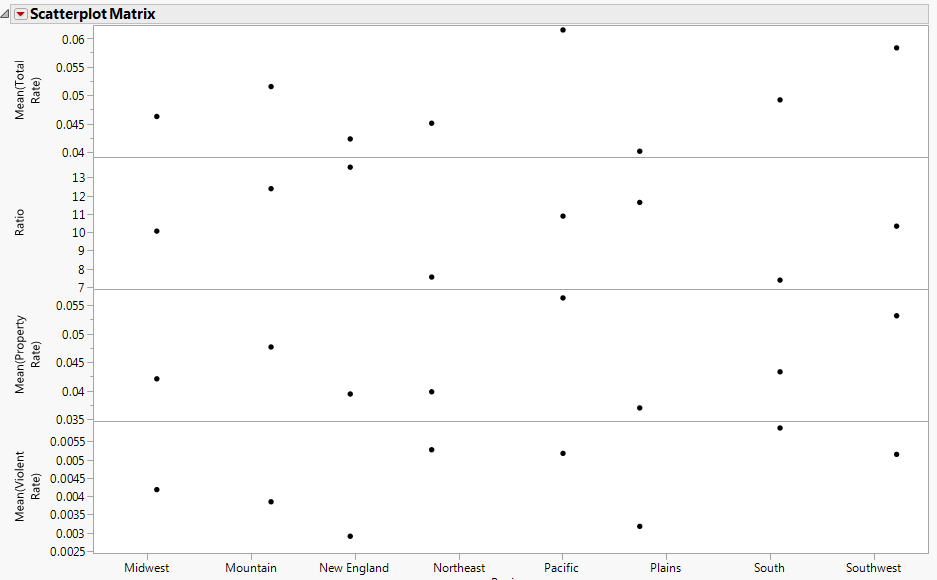 Scatterplot Matrix
Mean(Total
Rate)
0.06
0.055
0.05
0.045
0.04
Ratio
13
12
11
10
9
8
7
Mean(Property
Rate)
0.055
0.05
0.045
0.04
0.035
Mean(Violent
Rate)
0.0055
0.005
0.0045
0.004
0.0035
0.003
0.0025
Midwest Mountain New England Northeast Pacific Plains South Southwest